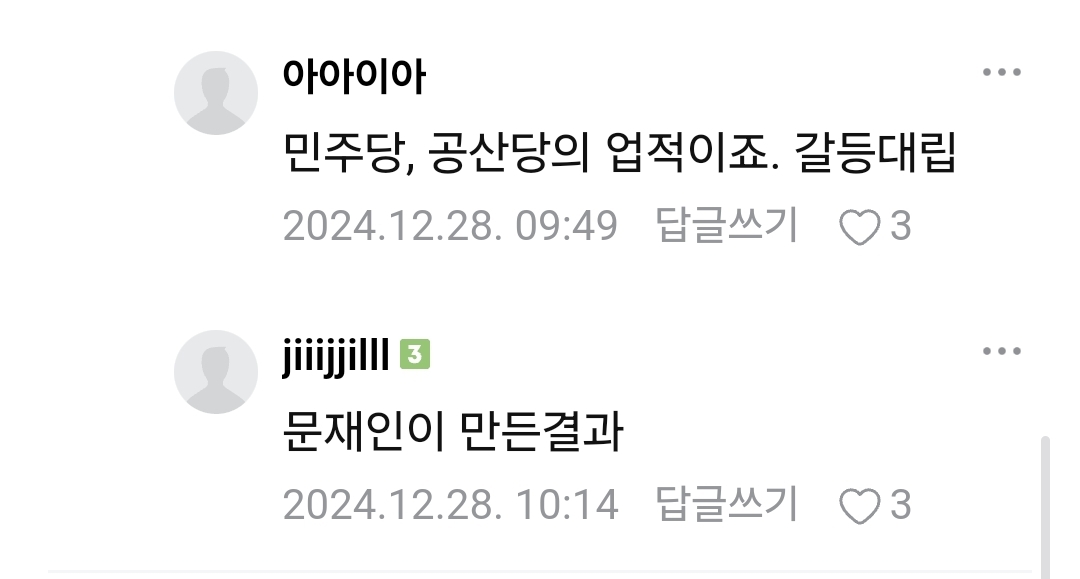 아아이아
민주당, 공산당의 업적이죠. 갈등대립
2024.12.28. 09:49 답글쓰기 3
jiiijjjilll 3
문재인이 만든결과
2024.12.28. 10:14 답글쓰기 3